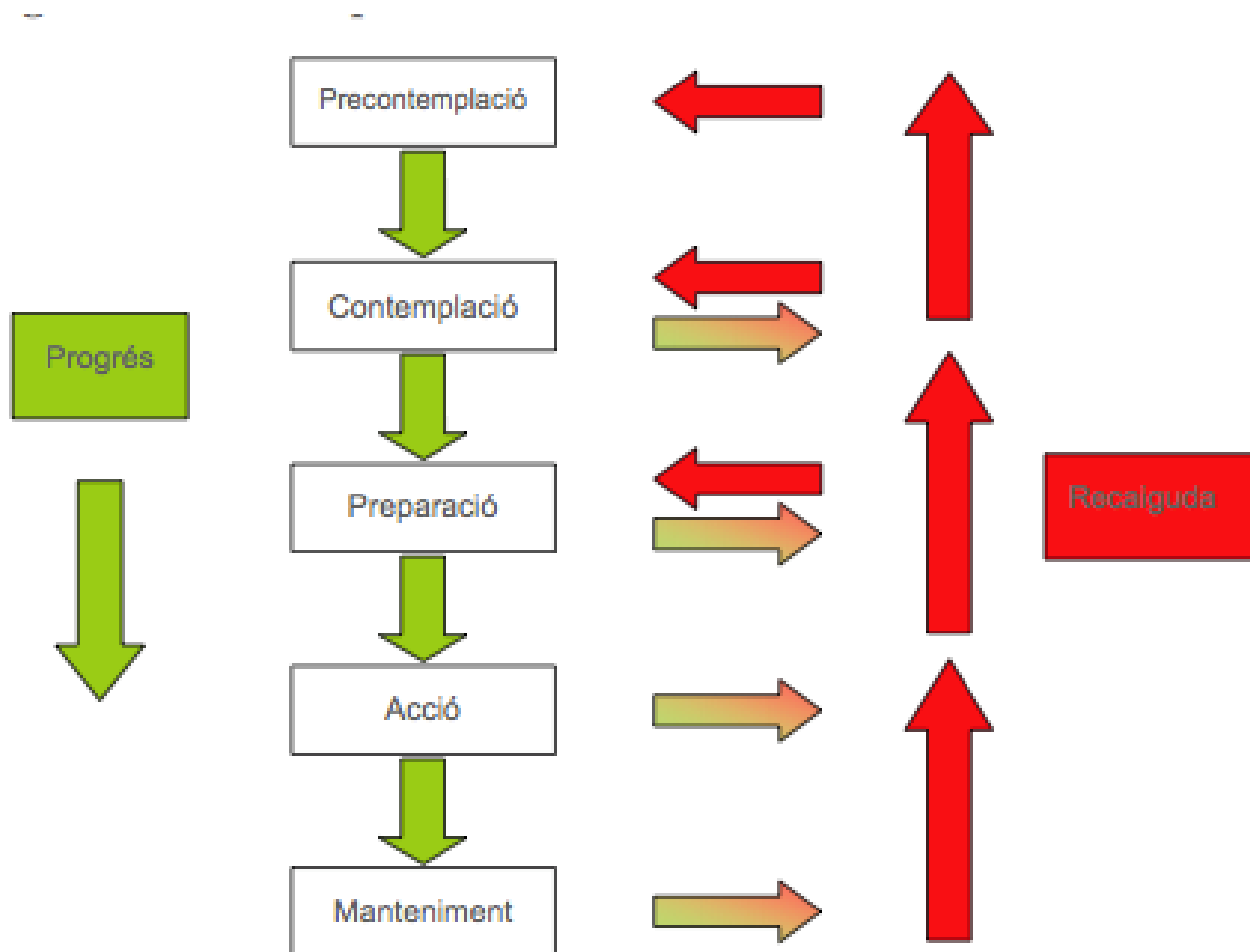 Precontemplació
Contemplació
Progrés
Preparació
Recaiguda
Acció
Manteniment